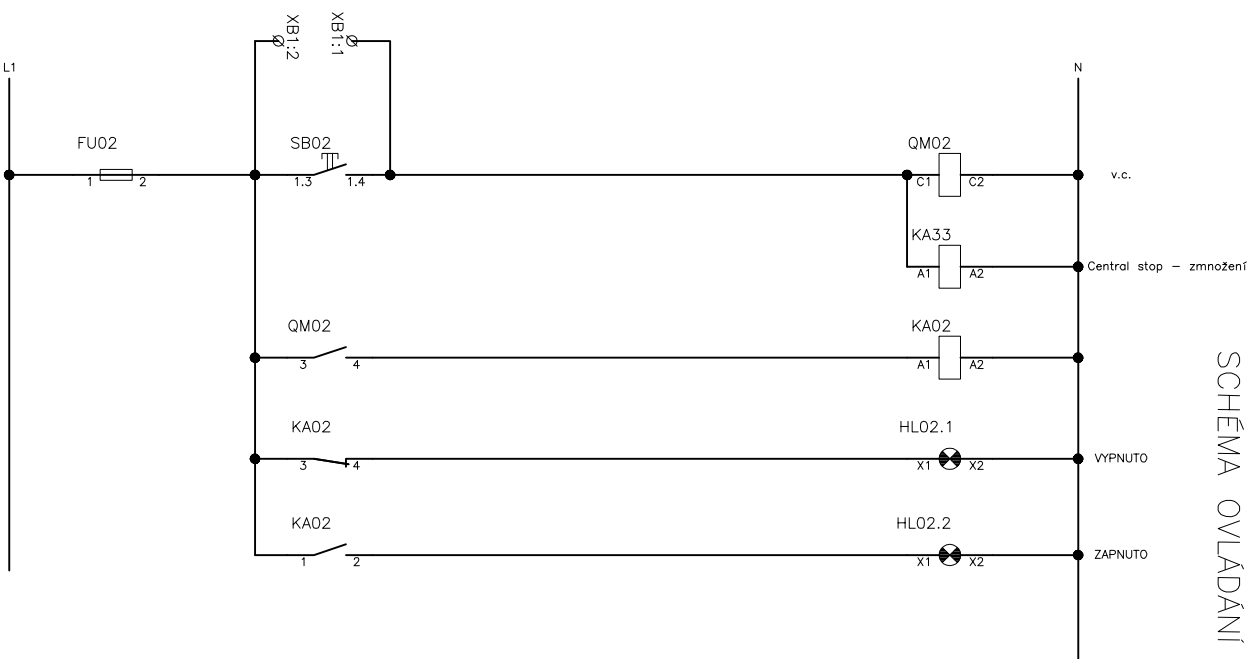 XB1:2
XB1:1
L1
N
FU02
SB02
QM02
1
2
1.3
1.4
C1
C2
v.c.
KA33
A1
A2
Central stop – zmnožení
QM02
KA02
3
4
A1
A2
KA02
HL02.1
3
4
X1
X2
VYPNUTO
KA02
HL02.2
1
2
X1
X2
ZAPNUTO
SCHÉMA OVLÁDÁNÍ